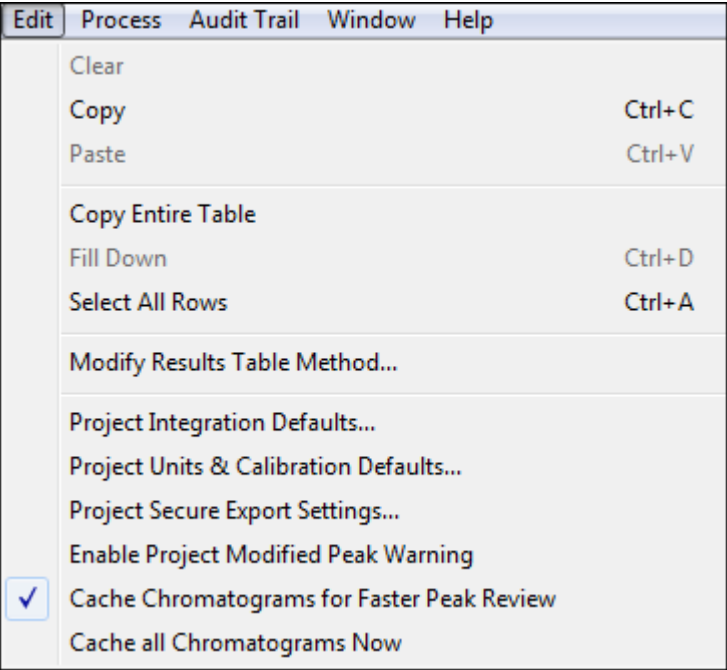 Edit Process Audit Trail Window Help
Clear
Copy Ctrl+C
Paste Ctrl+V
Copy Entire Table
Fill Down Ctrl+D
Select All Rows Ctrl+A
Modify Results Table Method...
Project Integration Defaults...
Project Units & Calibration Defaults...
Project Secure Export Settings...
Enable Project Modified Peak Warning
Cache Chromatograms for Faster Peak Review
Cache all Chromatograms Now